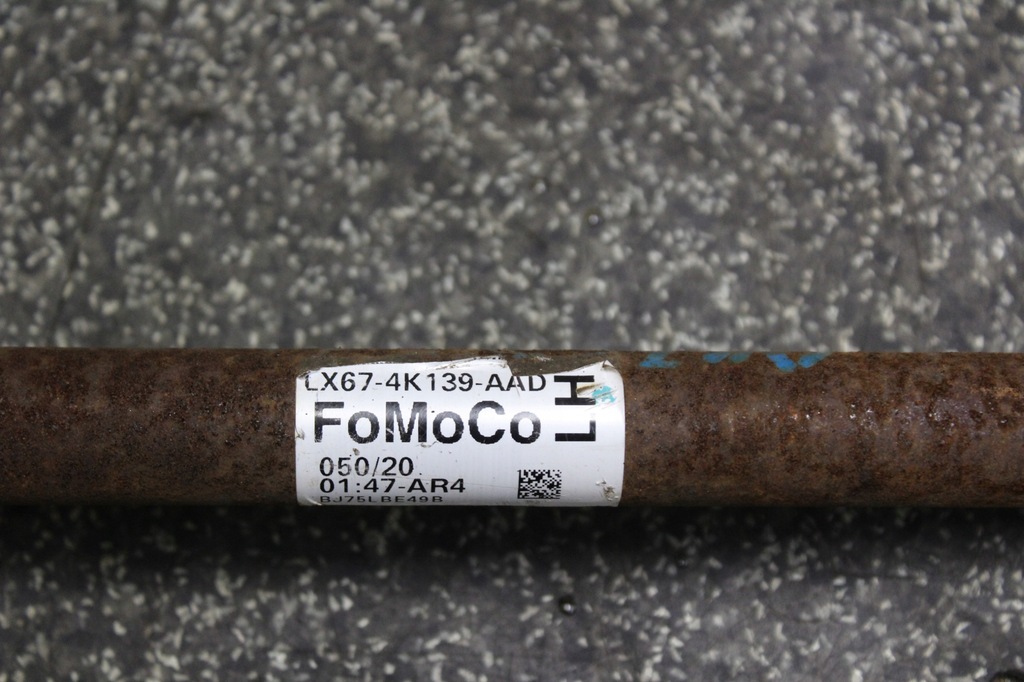 LX67-4K139-AAD
FoMoCo
LH
050/20
01:47-AR4
BJ75LBE49B